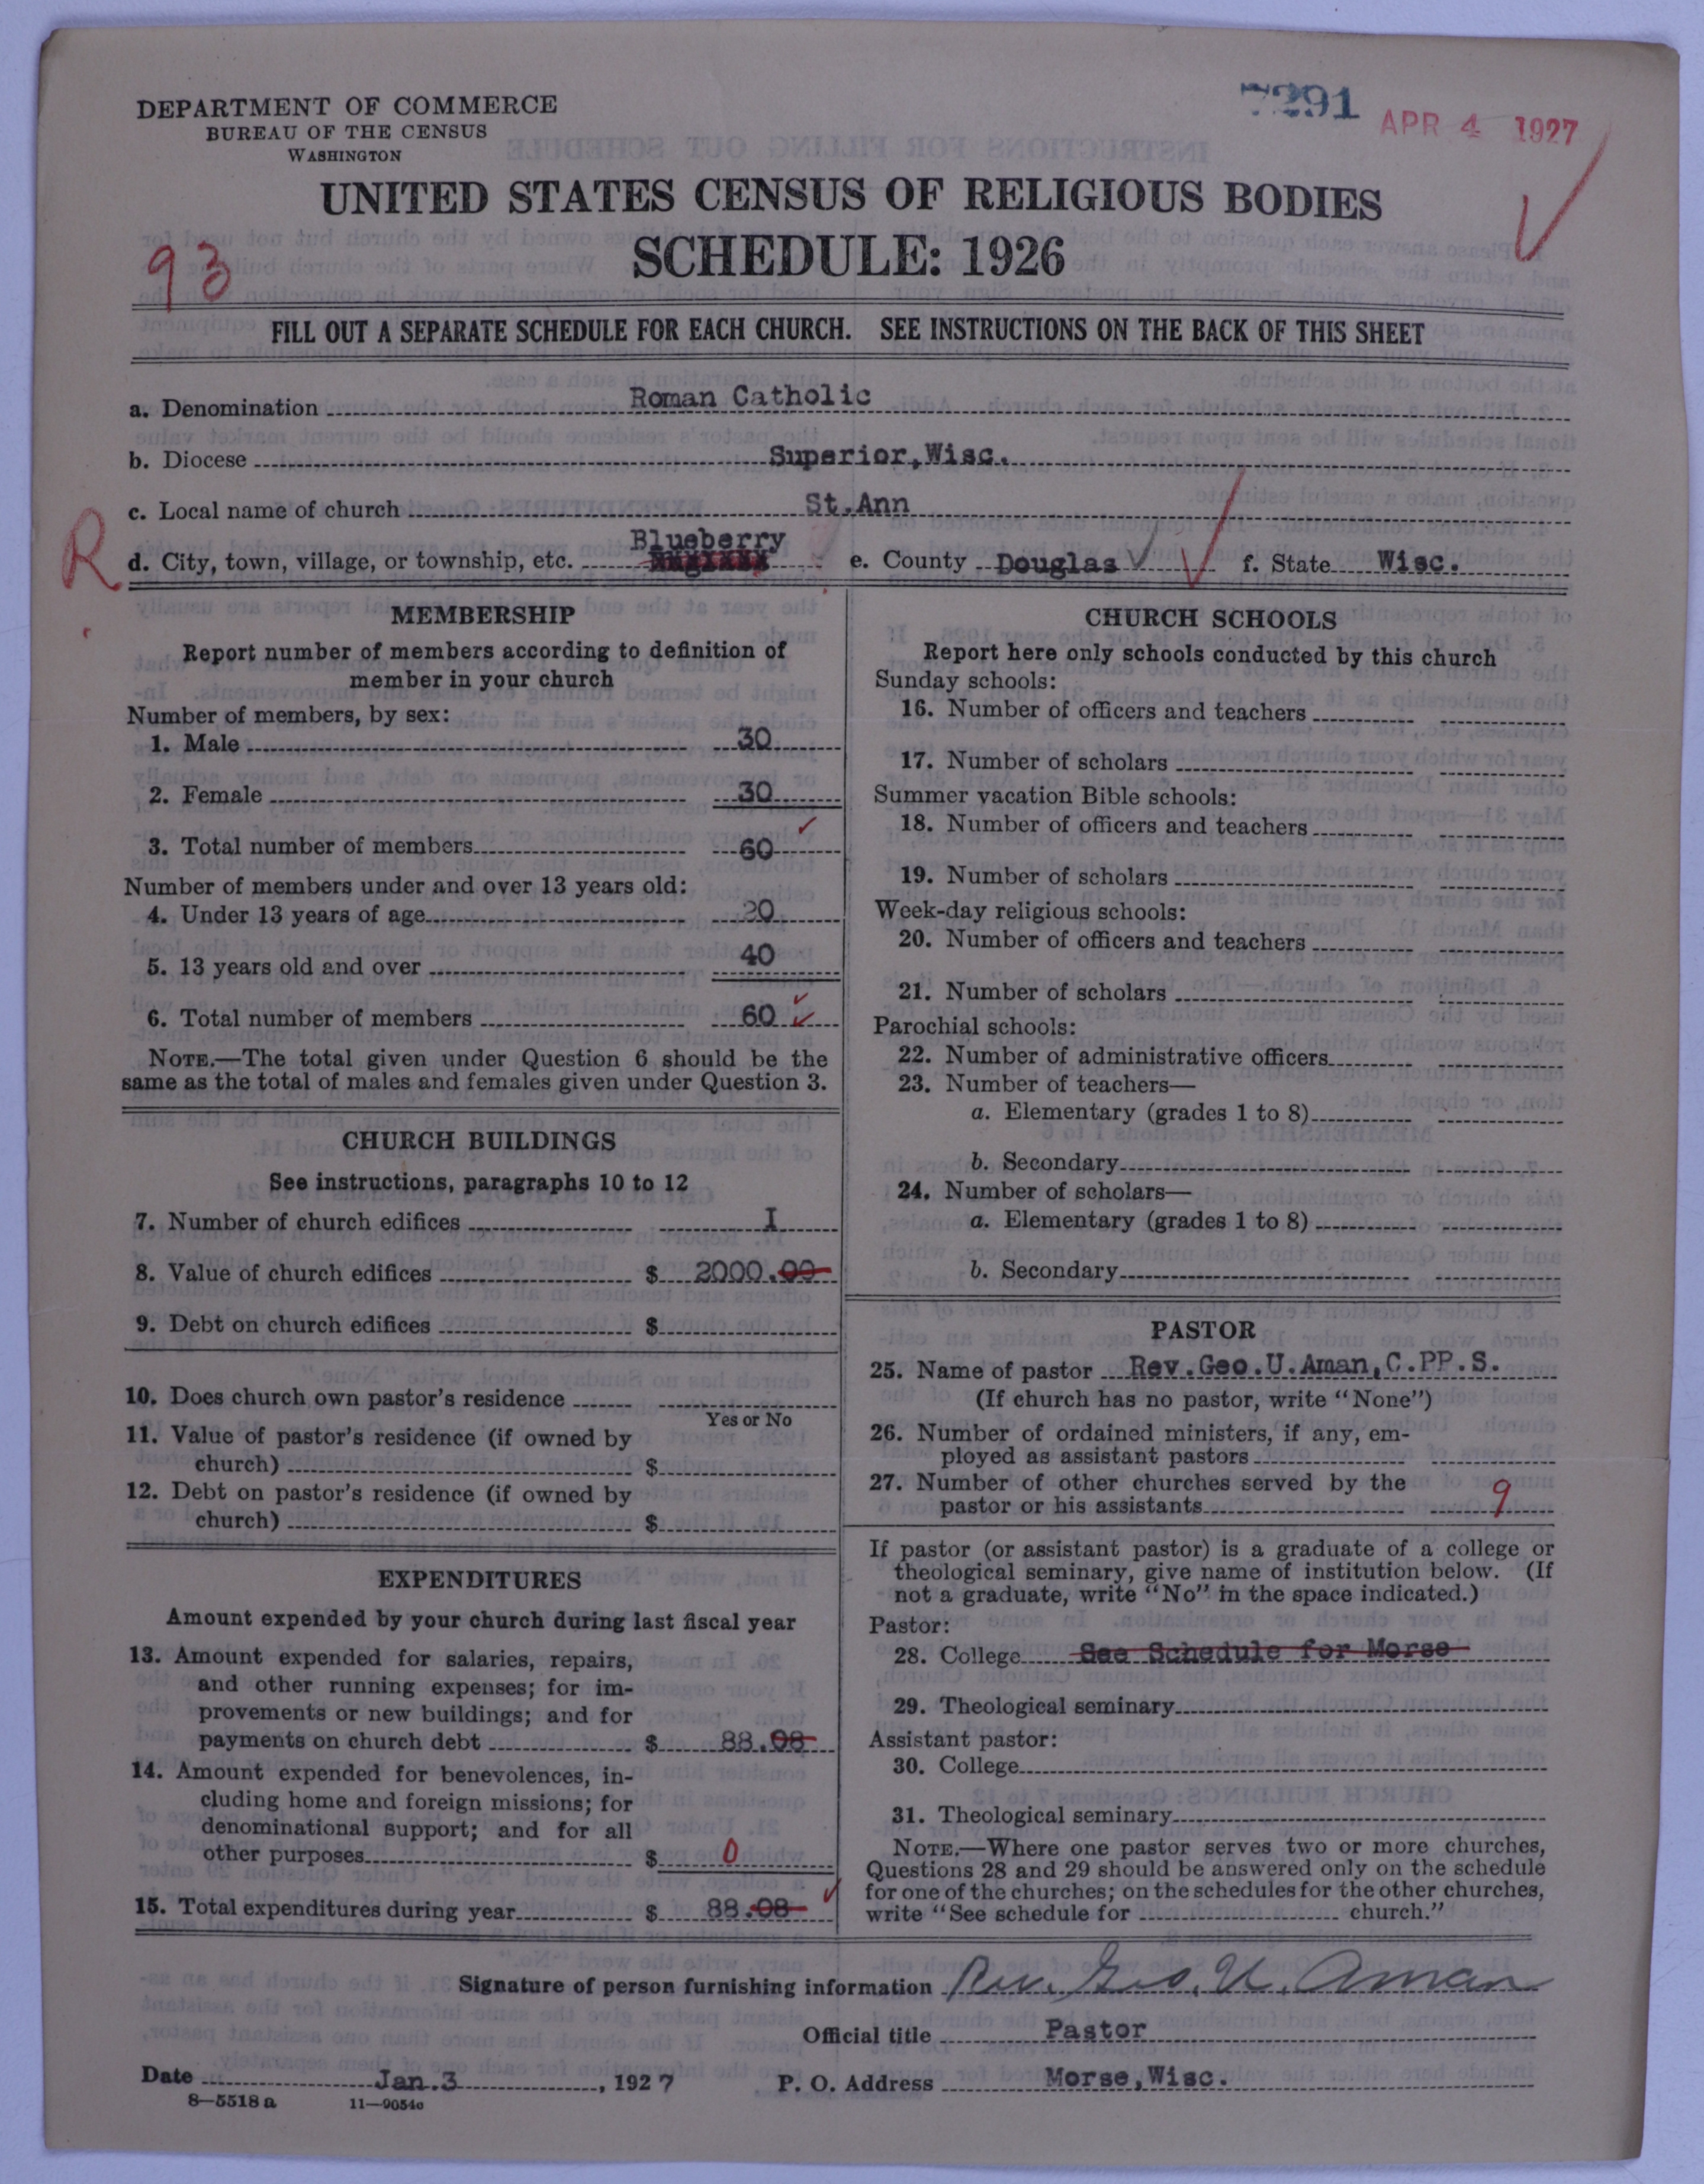 DEPARTMENT OF COMMERCE
BUREAU OF THE CENSUS
WASHINGTON
7291
APR 4 1927
UNITED STATES CENSUS OF RELIGIOUS BODIES
SCHEDULE: 1926
93
FILL OUT A SEPARATE SCHEDULE FOR EACH CHURCH. SEE INSTRUCTIONS ON THE BACK OF THIS SHEET
a. Denomination Roman Catholic
b. Diocese Superior, Wisc.
c. Local name of church St. Ann
R
Blueberry
d. City, town, village, or township, etc. e. County Douglas f. State Wisc.
MEMBERSHIP
Report number of members according to definition of
member in your church
Number of members, by sex:
1. Male 30
2. Female 30
3. Total number of members 60
Number of members under and over 13 years old:
4. Under 13 years of age 20
5. 13 years old and over 40
6. Total number of members 60
NOTE.—The total given under Question 6 should be the
same as the total of males and females given under Question 3.
CHURCH BUILDINGS
See instructions, paragraphs 10 to 12
7. Number of church edifices I
8. Value of church edifices $ 2000.00
9. Debt on church edifices $
10. Does church own pastor's residence
Yes or No
11. Value of pastor's residence (if owned by
church) $
12. Debt on pastor's residence (if owned by
church) $
EXPENDITURES
Amount expended by your church during last fiscal year
13. Amount expended for salaries, repairs,
and other running expenses; for im-
provements or new buildings; and for
payments on church debt $ 88.08
14. Amount expended for benevolences, in-
cluding home and foreign missions; for
denominational support; and for all
other purposes $ 0
15. Total expenditures during year $ 88.08
CHURCH SCHOOLS
Report here only schools conducted by this church
Sunday schools:
16. Number of officers and teachers
17. Number of scholars
Summer vacation Bible schools:
18. Number of officers and teachers
19. Number of scholars
Week-day religious schools:
20. Number of officers and teachers
21. Number of scholars
Parochial schools:
22. Number of administrative officers
23. Number of teachers—
a. Elementary (grades 1 to 8)
b. Secondary
24. Number of scholars—
a. Elementary (grades 1 to 8)
b. Secondary
PASTOR
25. Name of pastor Rev. Geo. U. Aman, C.PP.S.
(If church has no pastor, write "None")
26. Number of ordained ministers, if any, em-
ployed as assistant pastors
27. Number of other churches served by the
pastor or his assistants 9
If pastor (or assistant pastor) is a graduate of a college or
theological seminary, give name of institution below. (If
not a graduate, write "No" in the space indicated.)
Pastor:
28. College See Schedule for Morse
29. Theological seminary
Assistant pastor:
30. College
31. Theological seminary
NOTE.—Where one pastor serves two or more churches,
Questions 28 and 29 should be answered only on the schedule
for one of the churches; on the schedules for the other churches,
write "See schedule for church."
Signature of person furnishing information Rev. Geo. U. Aman
Official title Pastor
Date Jan. 3, 1927 P. O. Address Morse, Wisc.
8—5518 a 11—9054c